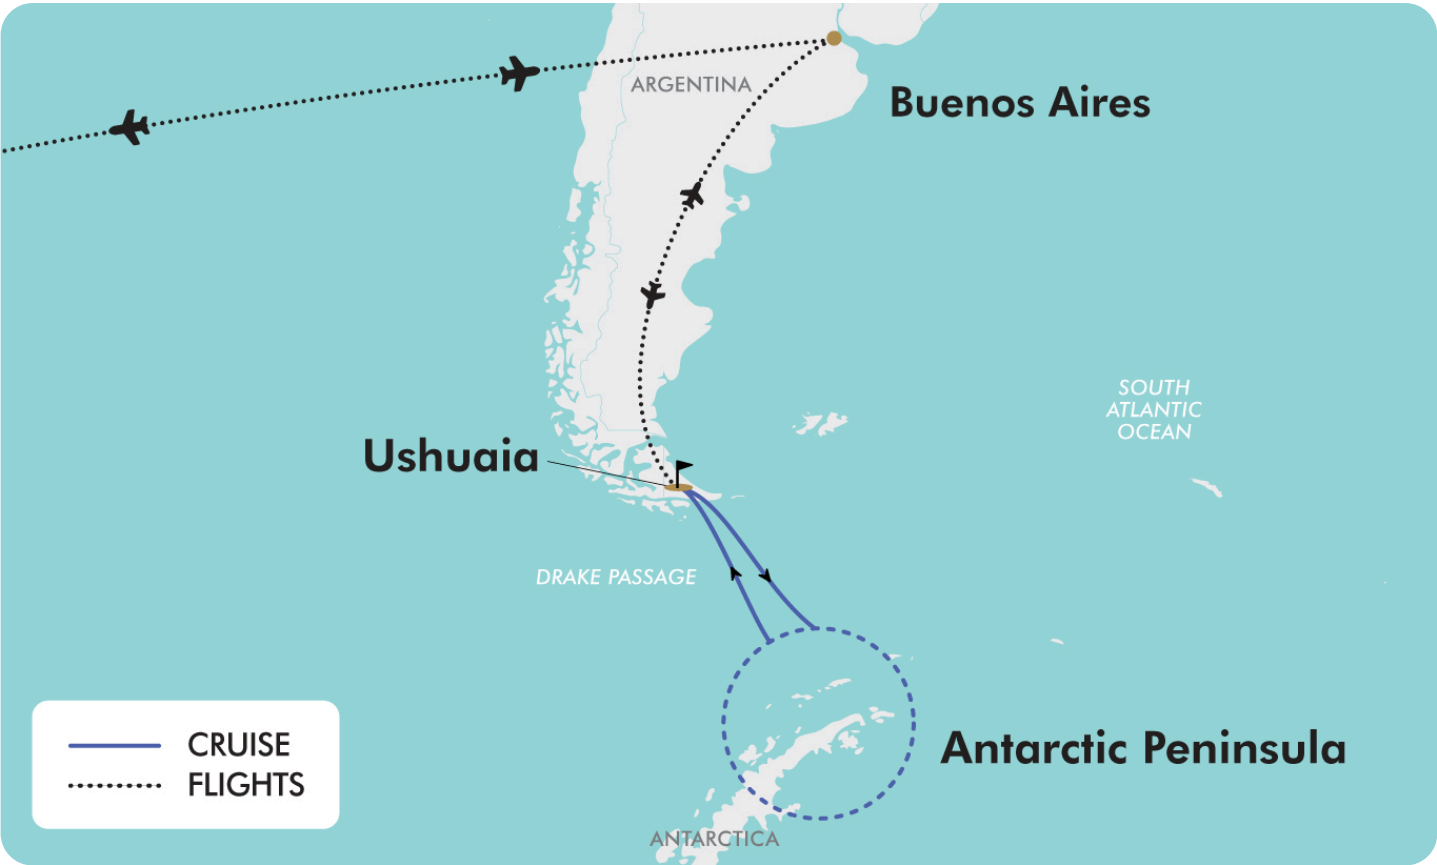 ARGENTINA
Buenos Aires
SOUTH
ATLANTIC
OCEAN
Ushuaia
DRAKE PASSAGE
CRUISE
FLIGHTS
Antarctic Peninsula
ANTARCTICA